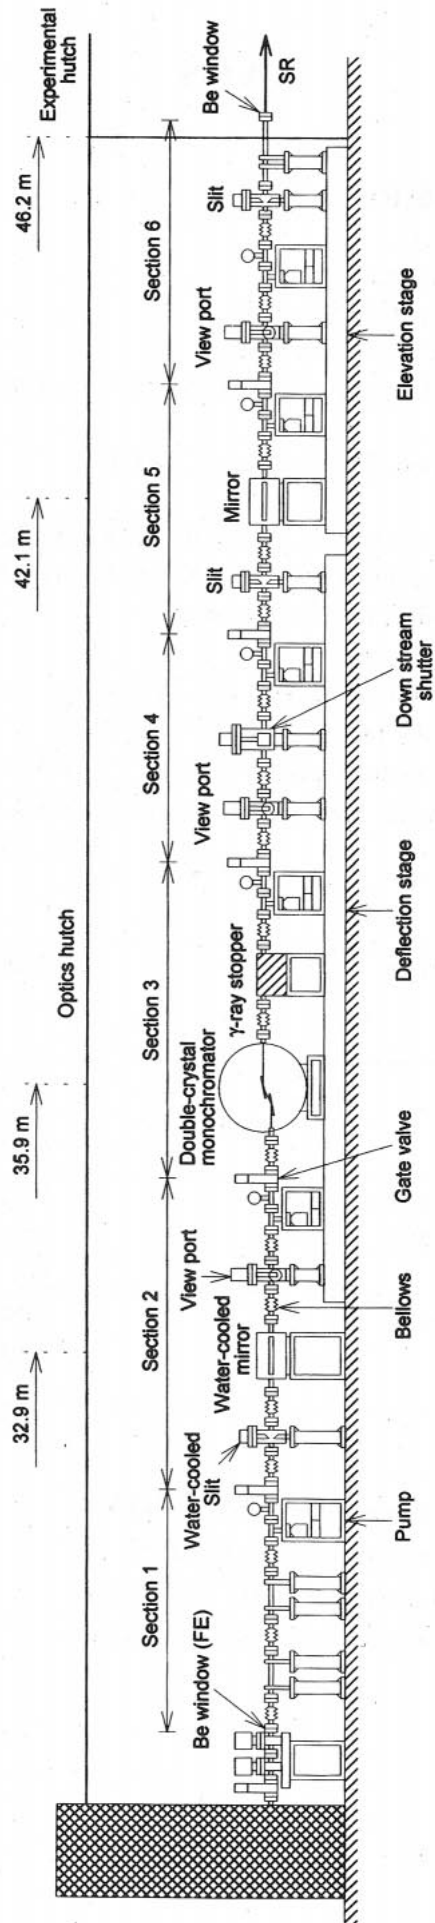 32.9 m
35.9 m
42.1 m
46.2 m
Experimental
hutch
Optics hutch
Section 1
Section 2
Section 3
Section 4
Section 5
Section 6
Be window (FE)
Water-cooled
Slit
Water-cooled
mirror
View port
Double-crystal
monochromator
γ-ray stopper
View port
Slit
Mirror
View port
Slit
Be window
SR
Pump
Bellows
Gate valve
Deflection stage
Down stream
shutter
Elevation stage